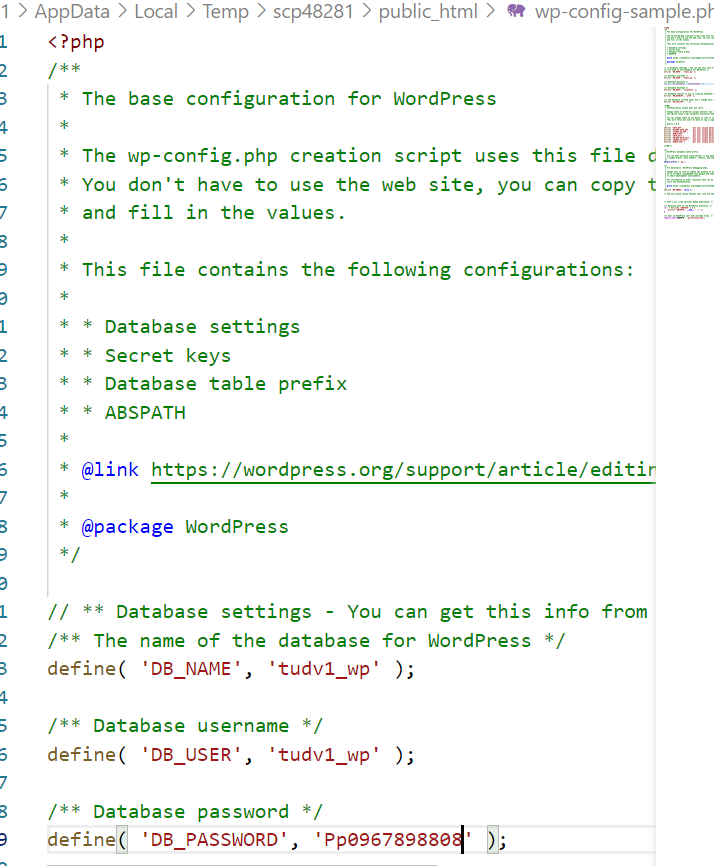 1 > AppData > Local > Temp > scp48281 > public_html > wp-config-sample.ph
1 <?php
2 /**
3 * The base configuration for WordPress
4 *
5 * The wp-config.php creation script uses this file d
6 * You don't have to use the web site, you can copy t
7 * and fill in the values.
8 *
9 * This file contains the following configurations:
0 *
1 * * Database settings
2 * * Secret keys
3 * * Database table prefix
4 * * ABSPATH
5 *
6 * @link https://wordpress.org/support/article/editin
7 *
8 * @package WordPress
9 */
0
1 // ** Database settings - You can get this info from
2 /** The name of the database for WordPress */
3 define( 'DB_NAME', 'tudv1_wp' );
4
5 /** Database username */
6 define( 'DB_USER', 'tudv1_wp' );
7
8 /** Database password */
9 define( 'DB_PASSWORD', 'Pp0967898808' );